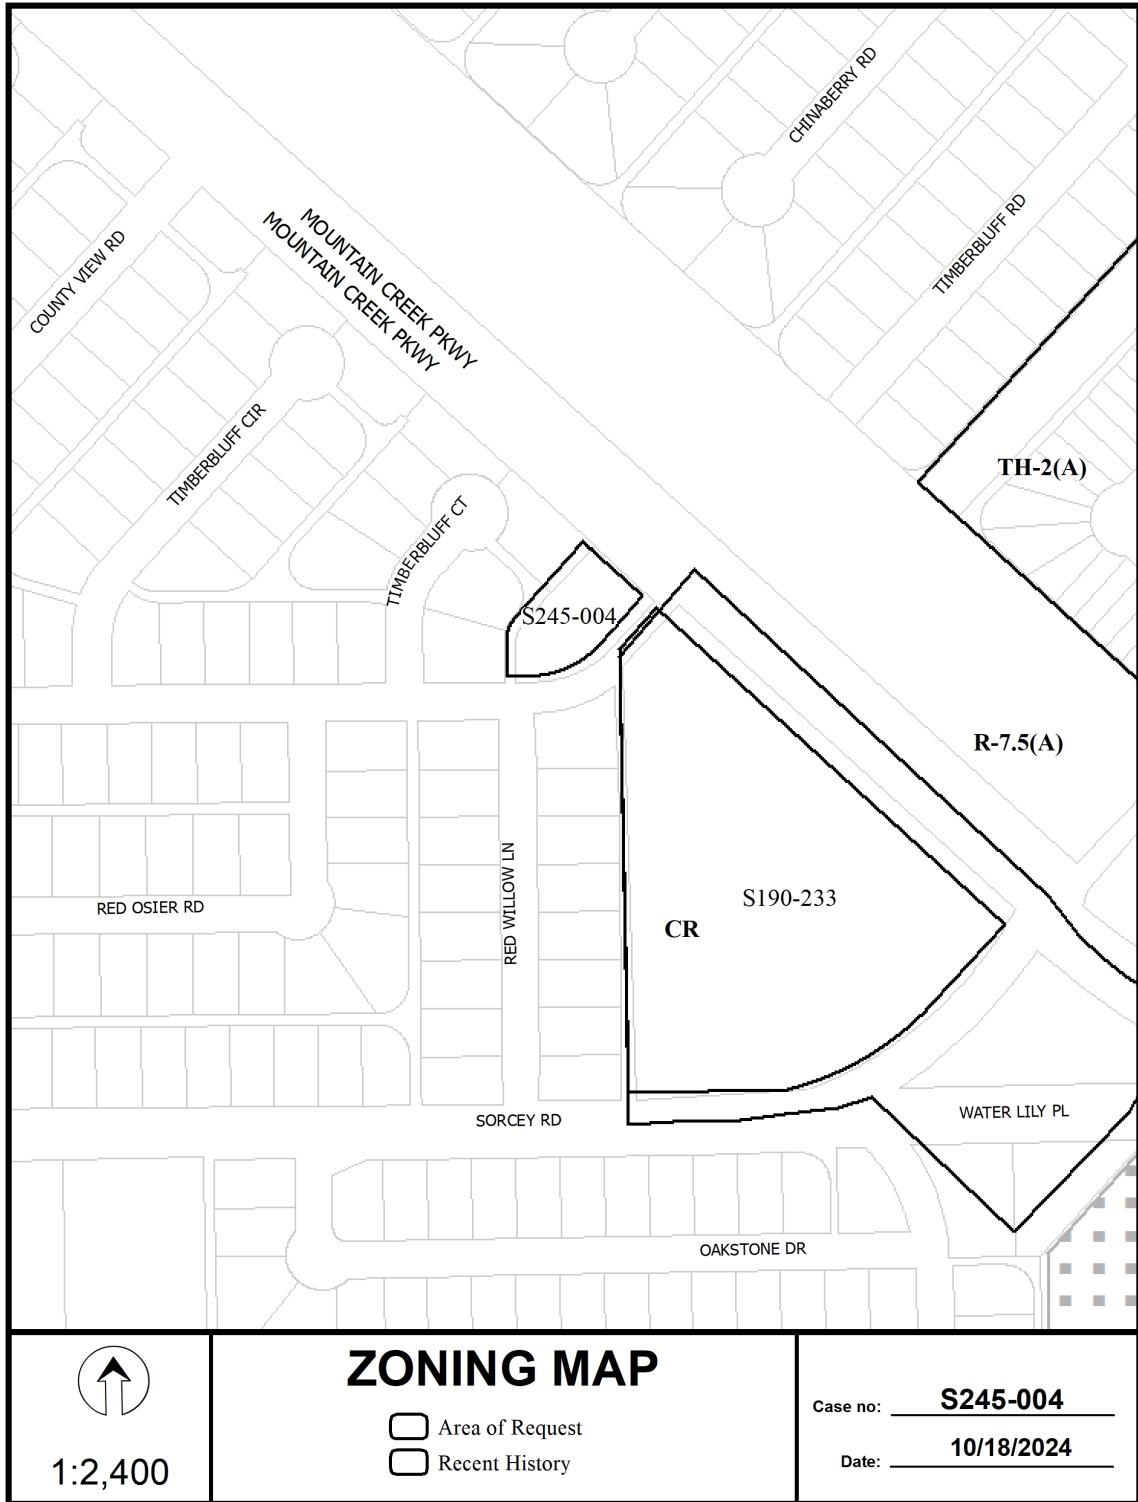 CHINABERRY RD
TIMBERBLUFF RD
COUNTY VIEW RD
MOUNTAIN CREEK PKWY
MOUNTAIN CREEK PKWY
TIMBERBLUFF CIR
TH-2(A)
TIMBERBLUFF CT
S245-004
R-7.5(A)
RED WILLOW LN
S190-233
RED OSIER RD
CR
SORCEY RD
WATER LILY PL
OAKSTONE DR
1:2,400
ZONING MAP
Area of Request
Recent History
Case no: S245-004
Date: 10/18/2024